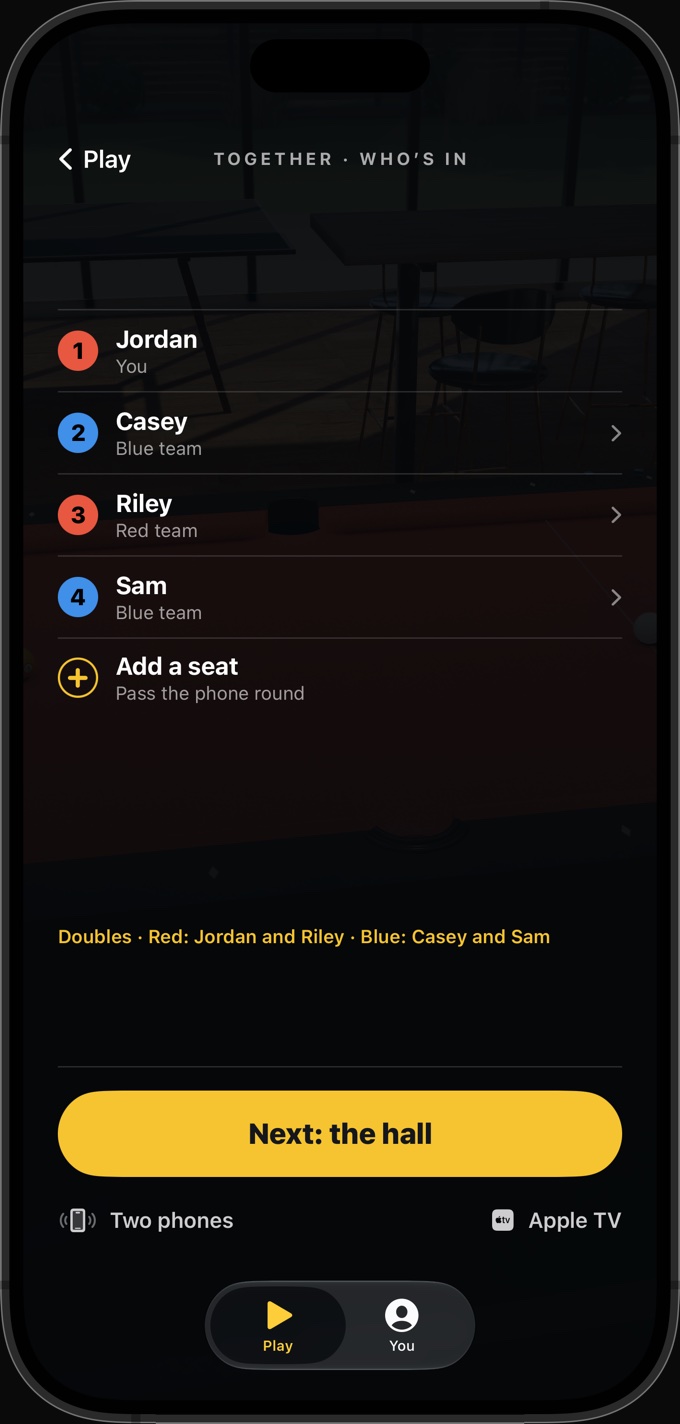 Play
TOGETHER · WHO’S IN
1
Jordan
You
2
Casey
Blue team
3
Riley
Red team
4
Sam
Blue team
Add a seat
Pass the phone round
Doubles · Red: Jordan and Riley · Blue: Casey and Sam
Next: the hall
Two phones
tv
Apple TV
Play
You